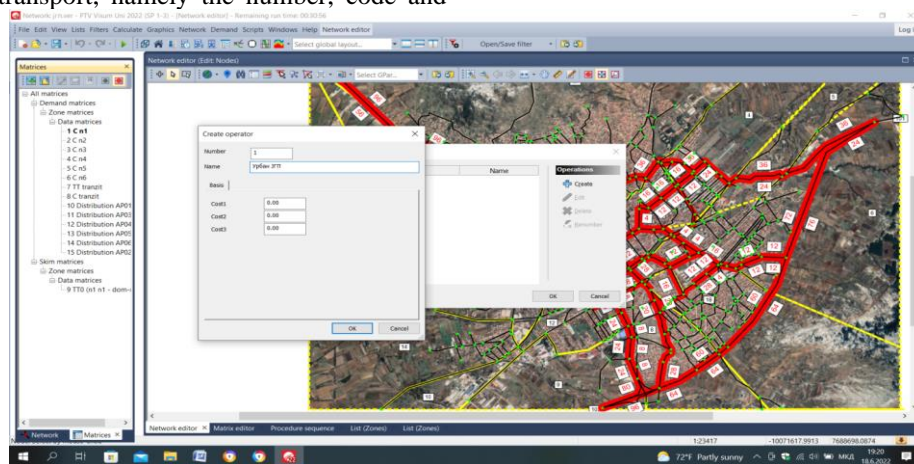 transport, namely the number, code and
Network: jn.ver - PTV Visum Uni 2022 (SP 1-3) - [Network editor] - Remaining run time: 00:30:56
File Edit View Lists Filters Calculate Graphics Network Demand Scripts Windows Help Network editor
Log i
Select global layout...
Open/Save filter
Matrices
Network editor (Edit: Nodes)
Select GPar...
All matrices
Demand matrices
Zone matrices
Data matrices
1 C n1
2 C n2
3 C n3
4 C n4
5 C n5
6 C n6
7 TT tranzit
8 C tranzit
10 Distribution AP01
11 Distribution AP03
12 Distribution AP04
13 Distribution AP05
14 Distribution AP06
15 Distribution AP02
Skim matrices
Zone matrices
Data matrices
9 TT0 (n1 n1 - dom-
Create operator
Number 1
Name Урбан ЈГП
Basis
Cost1 0.00
Cost2 0.00
Cost3 0.00
OK Cancel
Name
Operations
Create
Edit
Delete
Renumber
OK Cancel
Network Matrices
Network editor Matrix editor Procedure sequence List (Zones) List (Zones)
1:23417 -10071617.9913 7688698.0874
72°F Partly sunny МКД 19:20
18.6.2022